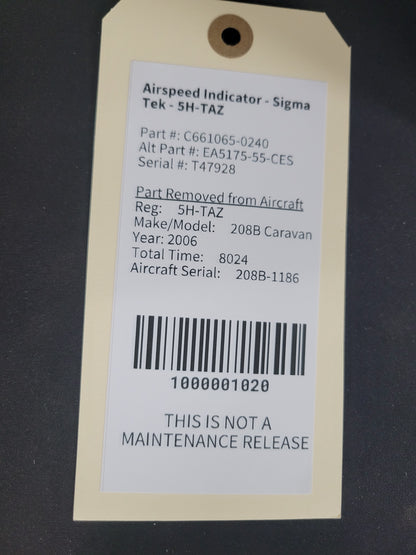 Airspeed Indicator - Sigma
Tek - 5H-TAZ
Part #: C661065-0240
Alt Part #: EA5175-55-CES
Serial #: T47928
Part Removed from Aircraft
Reg: 5H-TAZ
Make/Model: 208B Caravan
Year: 2006
Total Time: 8024
Aircraft Serial: 208B-1186
1000001020
THIS IS NOT A
MAINTENANCE RELEASE